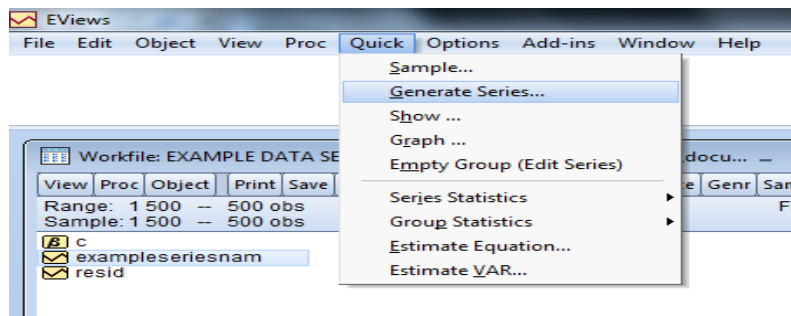 EViews
File Edit Object View Proc Quick Options Add-ins Window Help
Sample...
Generate Series...
Show ...
Graph ...
Empty Group (Edit Series)
Series Statistics
Group Statistics
Estimate Equation...
Estimate VAR...
Workfile: EXAMPLE DATA SE
docu...
View Proc Object Print Save
e Genr Sar
Range: 1 500 -- 500 obs
F
Sample: 1 500 -- 500 obs
c
exampleseriesnam
resid